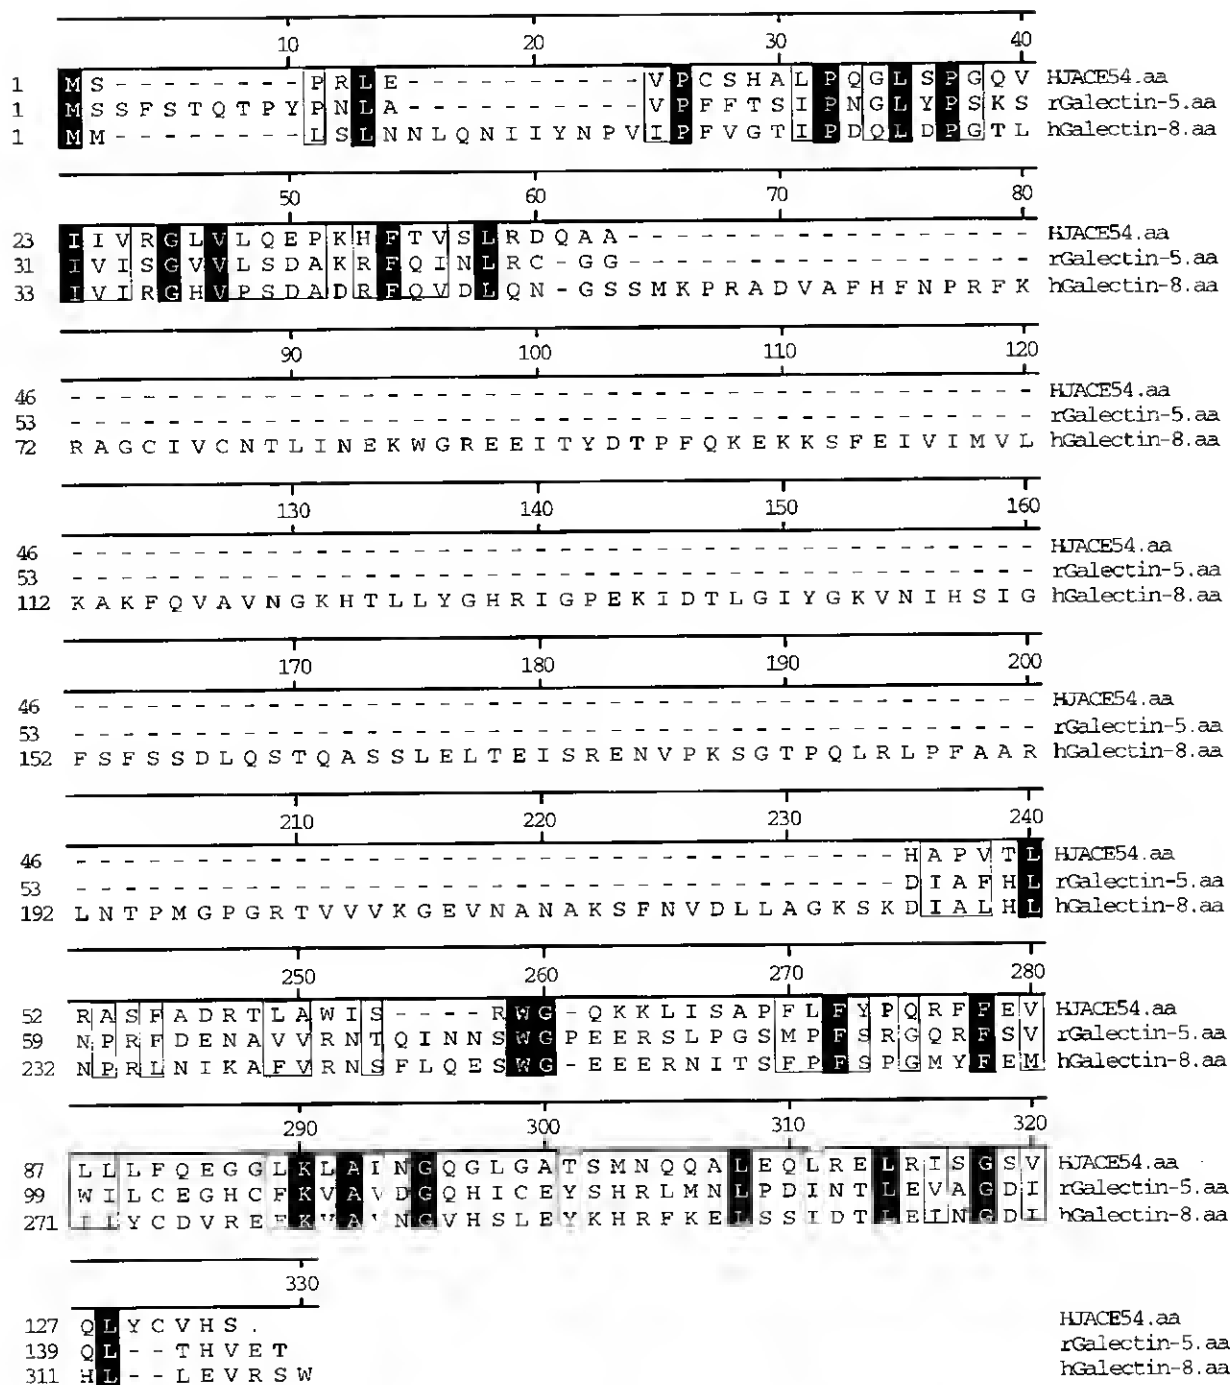 10 20 30 40
1 M S - - - - - - - - P R L E - - - - - - - - - - V P C S H A L P Q G L S P G Q V HJACE54.aa
1 M S S F S T Q T P Y P N L A - - - - - - - - - - V P F F T S I P N G L Y P S K S rGalectin-5.aa
1 M M - - - - - - - - L S L N N L Q N I I Y N P V I P F V G T I P D Q L D P G T L hGalectin-8.aa
50 60 70 80
23 I I V R G L V L Q E P K H F T V S L R D Q A A - - - - - - - - - - - - - - - - - HJACE54.aa
31 I V I S G V V L S D A K R F Q I N L R C - G G - - - - - - - - - - - - - - - - - rGalectin-5.aa
33 I V I R G H V P S D A D R F Q V D L Q N - G S S M K P R A D V A F H F N P R F K hGalectin-8.aa
90 100 110 120
46 - - - - - - - - - - - - - - - - - - - - - - - - - - - - - - - - - - - - - - - - HJACE54.aa
53 - - - - - - - - - - - - - - - - - - - - - - - - - - - - - - - - - - - - - - - - rGalectin-5.aa
72 R A G C I V C N T L I N E K W G R E E I T Y D T P F Q K E K K S F E I V I M V L hGalectin-8.aa
130 140 150 160
46 - - - - - - - - - - - - - - - - - - - - - - - - - - - - - - - - - - - - - - - - HJACE54.aa
53 - - - - - - - - - - - - - - - - - - - - - - - - - - - - - - - - - - - - - - - - rGalectin-5.aa
112 K A K F Q V A V N G K H T L L Y G H R I G P E K I D T L G I Y G K V N I H S I G hGalectin-8.aa
170 180 190 200
46 - - - - - - - - - - - - - - - - - - - - - - - - - - - - - - - - - - - - - - - - HJACE54.aa
53 - - - - - - - - - - - - - - - - - - - - - - - - - - - - - - - - - - - - - - - - rGalectin-5.aa
152 F S F S S D L Q S T Q A S S L E L T E I S R E N V P K S G T P Q L R L P F A A R hGalectin-8.aa
210 220 230 240
46 - - - - - - - - - - - - - - - - - - - - - - - - - - - - - - - - - - H A P V T L HJACE54.aa
53 - - - - - - - - - - - - - - - - - - - - - - - - - - - - - - - - - - D I A F H L rGalectin-5.aa
192 L N T P M G P G R T V V V K G E V N A N A K S F N V D L L A G K S K D I A L H L hGalectin-8.aa
250 260 270 280
52 R A S F A D R T L A W I S - - - - R W G - Q K K L I S A P F L F Y P Q R F F E V HJACE54.aa
59 N P R F D E N A V V R N T Q I N N S W G P E E R S L P G S M P F S R G Q R F S V rGalectin-5.aa
232 N P R L N I K A F V R N S F L Q E S W G - E E E R N I T S F P F S P G M Y F E M hGalectin-8.aa
290 300 310 320
87 L L L F Q E G G L K L A I N G Q G L G A T S M N Q Q A L E Q L R E L R I S G S V HJACE54.aa
99 W I L C E G H C F K V A V D G Q H I C E Y S H R L M N L P D I N T L E V A G D I rGalectin-5.aa
271 I I Y C D V R E F K V A V N G V H S L E Y K H R F K E L S S I D T L E I N G D I hGalectin-8.aa
330
127 Q L Y C V H S . HJACE54.aa
139 Q L - - T H V E T rGalectin-5.aa
311 H L - - L E V R S W hGalectin-8.aa